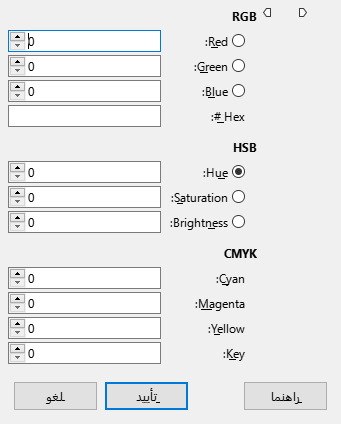 RGB
Red: 0
Green: 0
Blue: 0
Hex #:
HSB
Hue: 0
Saturation: 0
Brightness: 0
CMYK
Cyan: 0
Magenta: 0
Yellow: 0
Key: 0
راهنما تأیید لغو